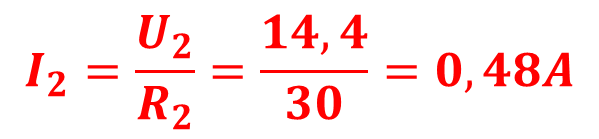 I₂ = U₂/R₂ = 14,4/30 = 0,48A